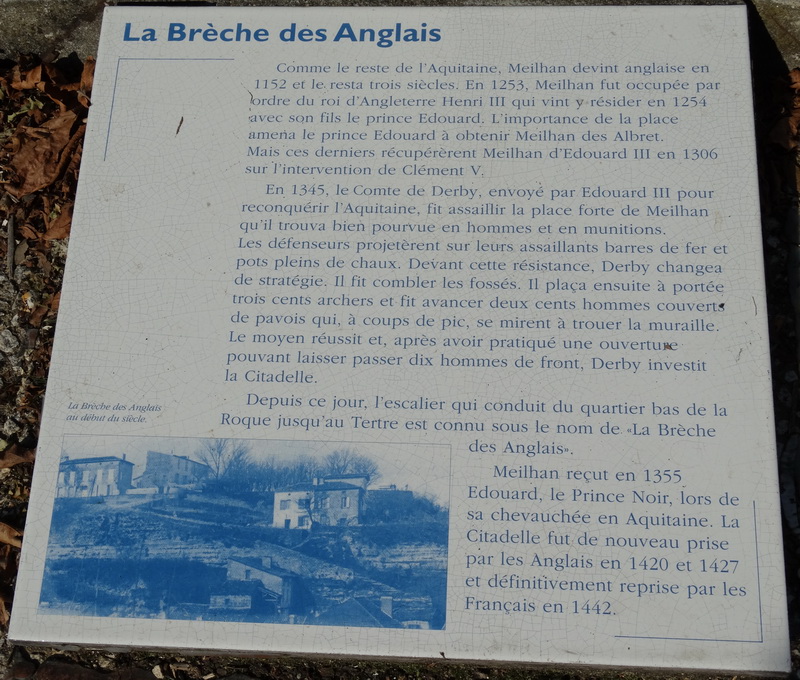 La Brèche des Anglais
Comme le reste de l'Aquitaine, Meilhan devint anglaise en
1152 et le resta trois siècles. En 1253, Meilhan fut occupée par
ordre du roi d'Angleterre Henri III qui vint y résider en 1254
avec son fils le prince Edouard. L'importance de la place
amena le prince Edouard à obtenir Meilhan des Albret.
Mais ces derniers récupérèrent Meilhan d'Edouard III en 1306
sur l'intervention de Clément V.
En 1345, le Comte de Derby, envoyé par Edouard III pour
reconquérir l'Aquitaine, fit assaillir la place forte de Meilhan
qu'il trouva bien pourvue en hommes et en munitions.
Les défenseurs projetèrent sur leurs assaillants barres de fer et
pots pleins de chaux. Devant cette résistance, Derby changea
de stratégie. Il fit combler les fossés. Il plaça ensuite à portée
trois cents archers et fit avancer deux cents hommes couverts
de pavois qui, à coups de pic, se mirent à trouer la muraille.
Le moyen réussit et, après avoir pratiqué une ouverture
pouvant laisser passer dix hommes de front, Derby investit
la Citadelle.
Depuis ce jour, l'escalier qui conduit du quartier bas de la
Roque jusqu'au Tertre est connu sous le nom de «La Brèche
des Anglais».
Meilhan reçut en 1355
Edouard, le Prince Noir, lors de
sa chevauchée en Aquitaine. La
Citadelle fut de nouveau prise
par les Anglais en 1420 et 1427
et définitivement reprise par les
Français en 1442.
La Brèche des Anglais
au début du siècle.